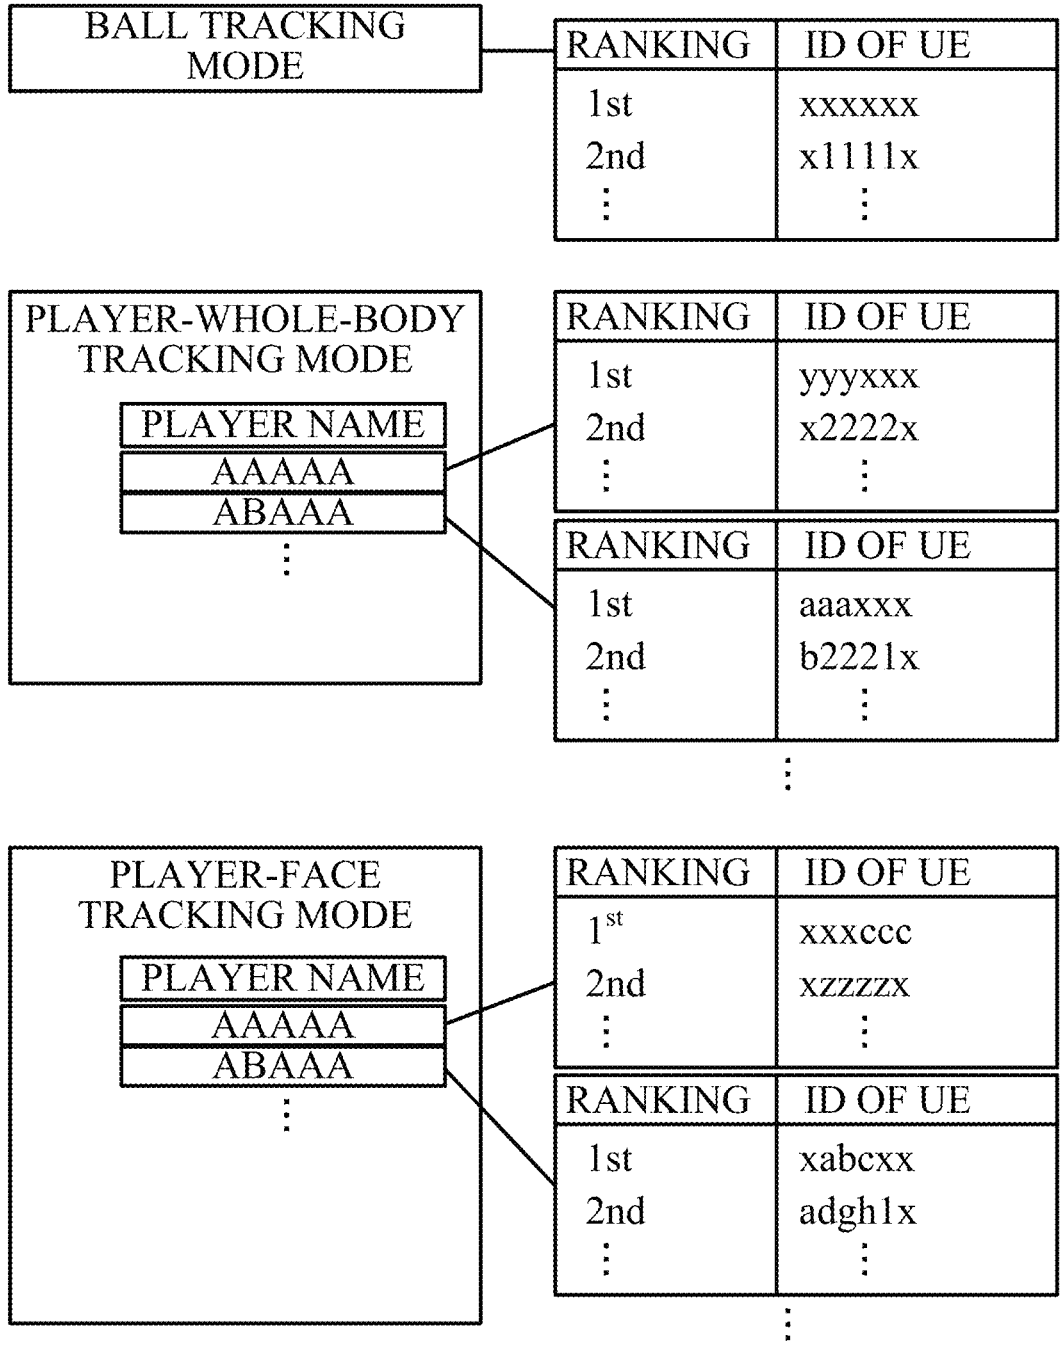 BALL TRACKING
MODE
RANKING ID OF UE
1st xxxxxx
2nd x1111x
⋮ ⋮
PLAYER-WHOLE-BODY
TRACKING MODE
PLAYER NAME
AAAAA
ABAAA
⋮
RANKING ID OF UE
1st yyyxxx
2nd x2222x
⋮ ⋮
RANKING ID OF UE
1st aaaxxx
2nd b2221x
⋮ ⋮
⋮
PLAYER-FACE
TRACKING MODE
PLAYER NAME
AAAAA
ABAAA
⋮
RANKING ID OF UE
1st xxxccc
2nd xzzzzx
⋮ ⋮
RANKING ID OF UE
1st xabcxx
2nd adgh1x
⋮ ⋮
⋮